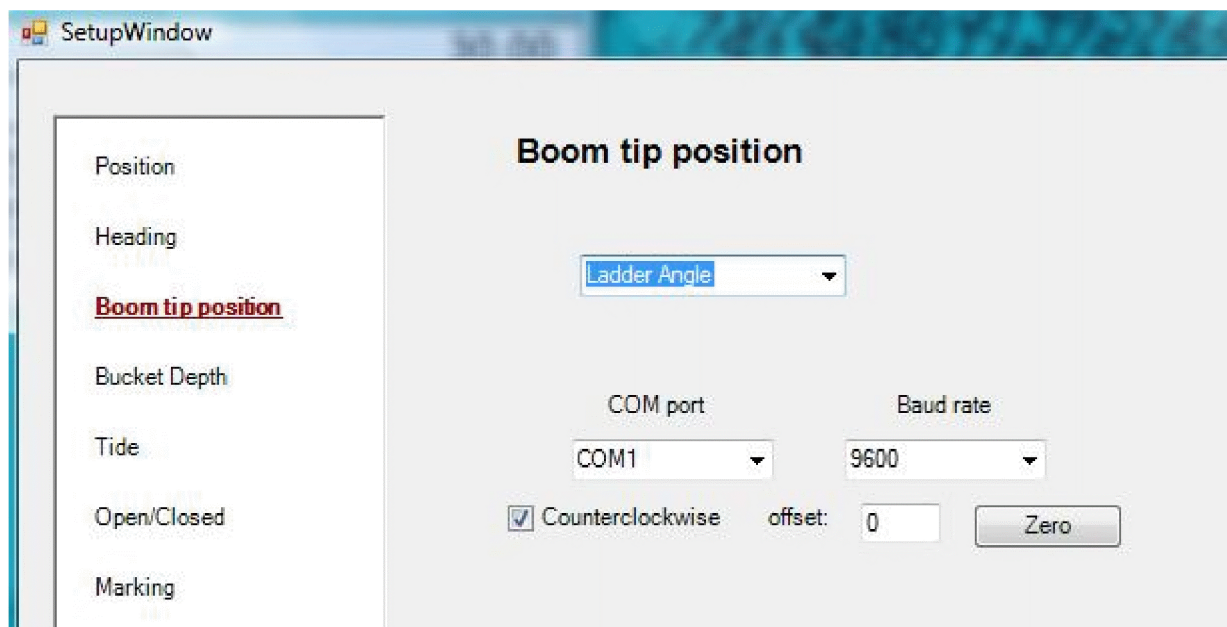 SetupWindow
Position
Heading
Boom tip position
Bucket Depth
Tide
Open/Closed
Marking
Boom tip position
Ladder Angle
COM port Baud rate
COM1 9600
Counterclockwise offset: 0 Zero